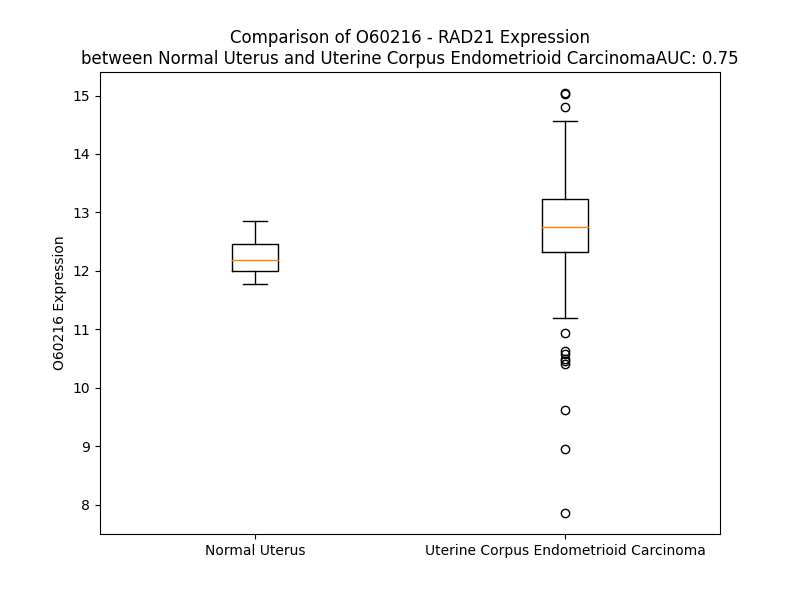 Comparison of O60216 - RAD21 Expression
between Normal Uterus and Uterine Corpus Endometrioid CarcinomaAUC: 0.75
15
14
13
12
11
10
9
8
O60216 Expression
Normal Uterus
Uterine Corpus Endometrioid Carcinoma